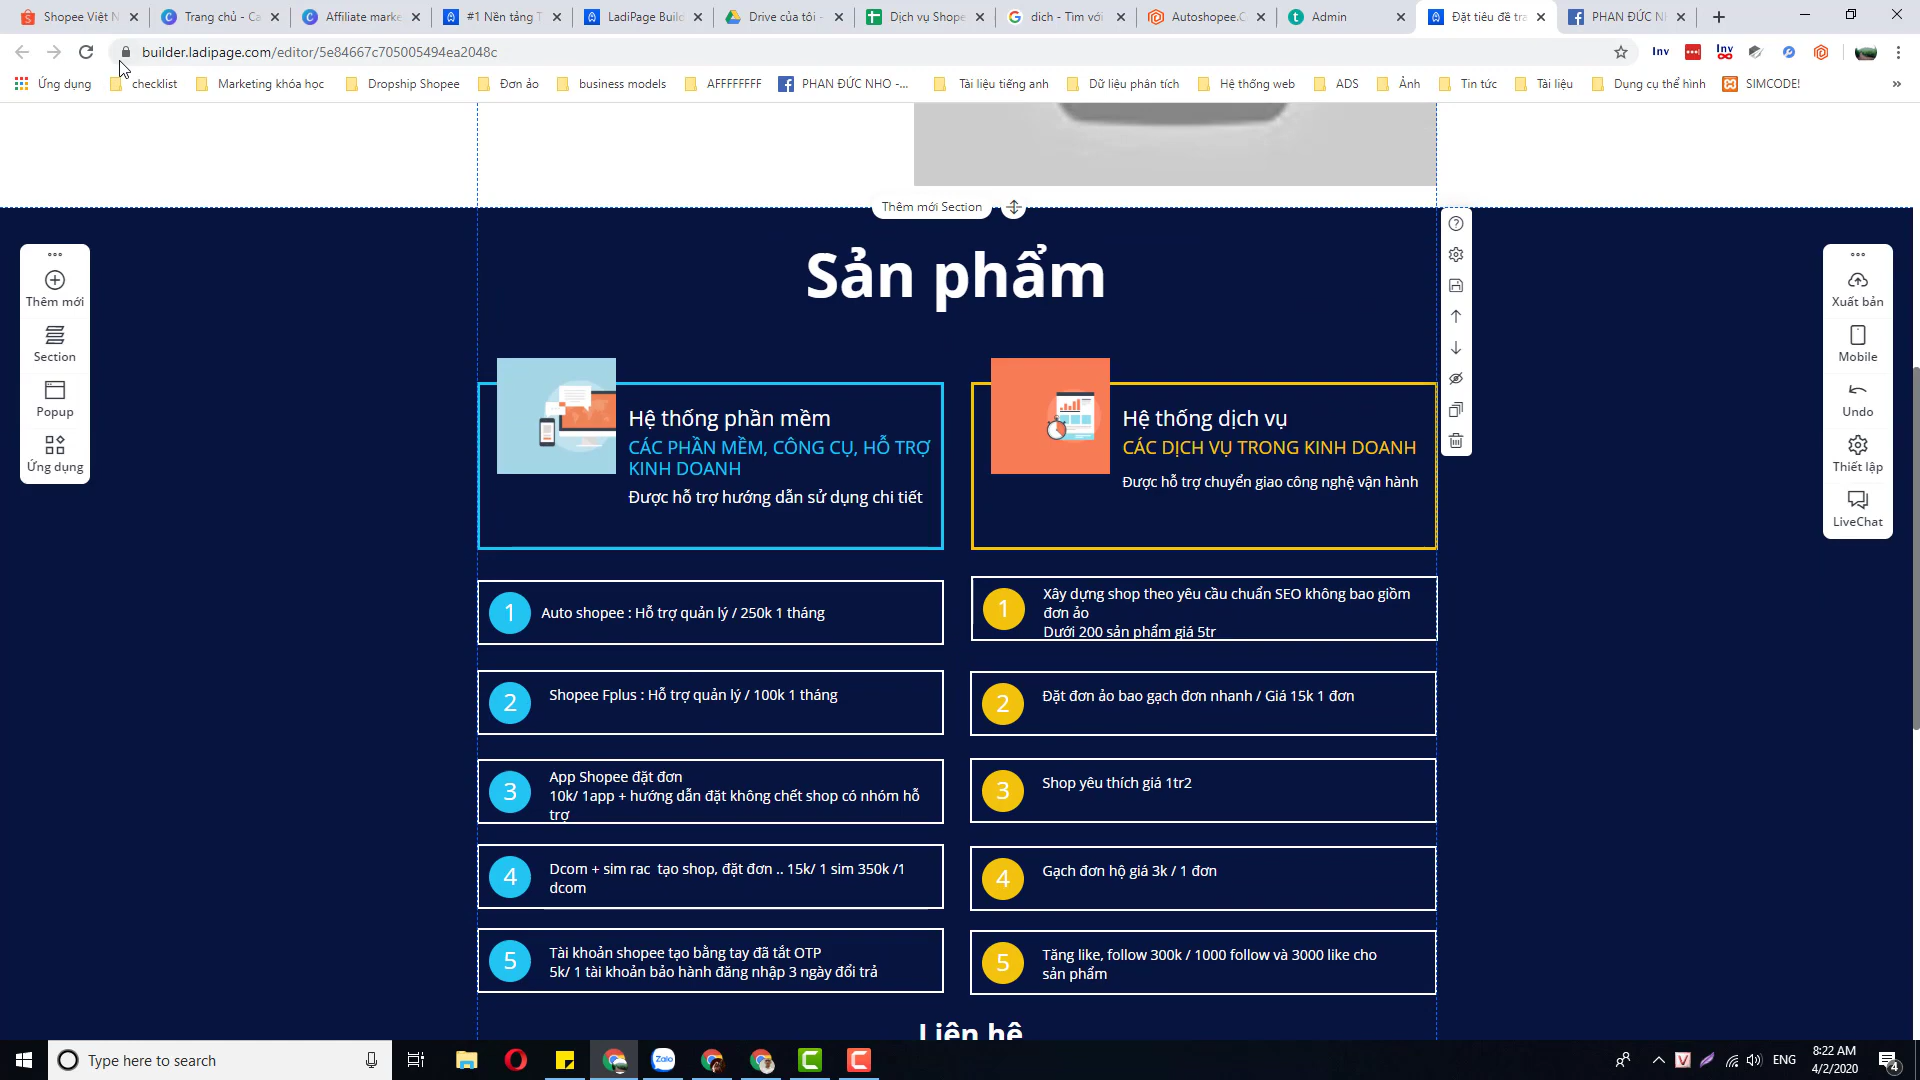 Shopee Việt N
Trang chủ - Ca
Affiliate marke
#1 Nền tảng T
LadiPage Build
Drive của tôi -
Dịch vụ Shope
dich - Tìm với
Autoshopee.C
Admin
Đặt tiêu đề tra
PHAN ĐỨC NH
builder.ladipage.com/editor/5e84667c705005494ea2048c
Ứng dụng
checklist
Marketing khóa học
Dropship Shopee
Đơn ảo
business models
AFFFFFFFF
PHAN ĐỨC NHO -...
Tài liệu tiếng anh
Dữ liệu phân tích
Hệ thống web
ADS
Ảnh
Tin tức
Tài liệu
Dụng cụ thể hình
SIMCODE!
Thêm mới Section
Thêm mới
Section
Popup
Ứng dụng
Xuất bản
Mobile
Undo
Thiết lập
LiveChat
Sản phẩm
Hệ thống phần mềm
CÁC PHẦN MỀM, CÔNG CỤ, HỖ TRỢ
KINH DOANH
Được hỗ trợ hướng dẫn sử dụng chi tiết
Hệ thống dịch vụ
CÁC DỊCH VỤ TRONG KINH DOANH
Được hỗ trợ chuyển giao công nghệ vận hành
1 Auto shopee : Hỗ trợ quản lý / 250k 1 tháng
2 Shopee Fplus : Hỗ trợ quản lý / 100k 1 tháng
3 App Shopee đặt đơn
10k/ 1app + hướng dẫn đặt không chết shop có nhóm hỗ
trợ
4 Dcom + sim rac  tạo shop, đặt đơn .. 15k/ 1 sim 350k /1
dcom
5 Tài khoản shopee tạo bằng tay đã tắt OTP
5k/ 1 tài khoản bảo hành đăng nhập 3 ngày đổi trả
1 Xây dựng shop theo yêu cầu chuẩn SEO không bao giồm
đơn ảo
Dưới 200 sản phẩm giá 5tr
2 Đặt đơn ảo bao gạch đơn nhanh / Giá 15k 1 đơn
3 Shop yêu thích giá 1tr2
4 Gạch đơn hộ giá 3k / 1 đơn
5 Tăng like, follow 300k / 1000 follow và 3000 like cho
sản phẩm
Liên hệ
Type here to search
Zalo
ENG
8:22 AM
4/2/2020
4